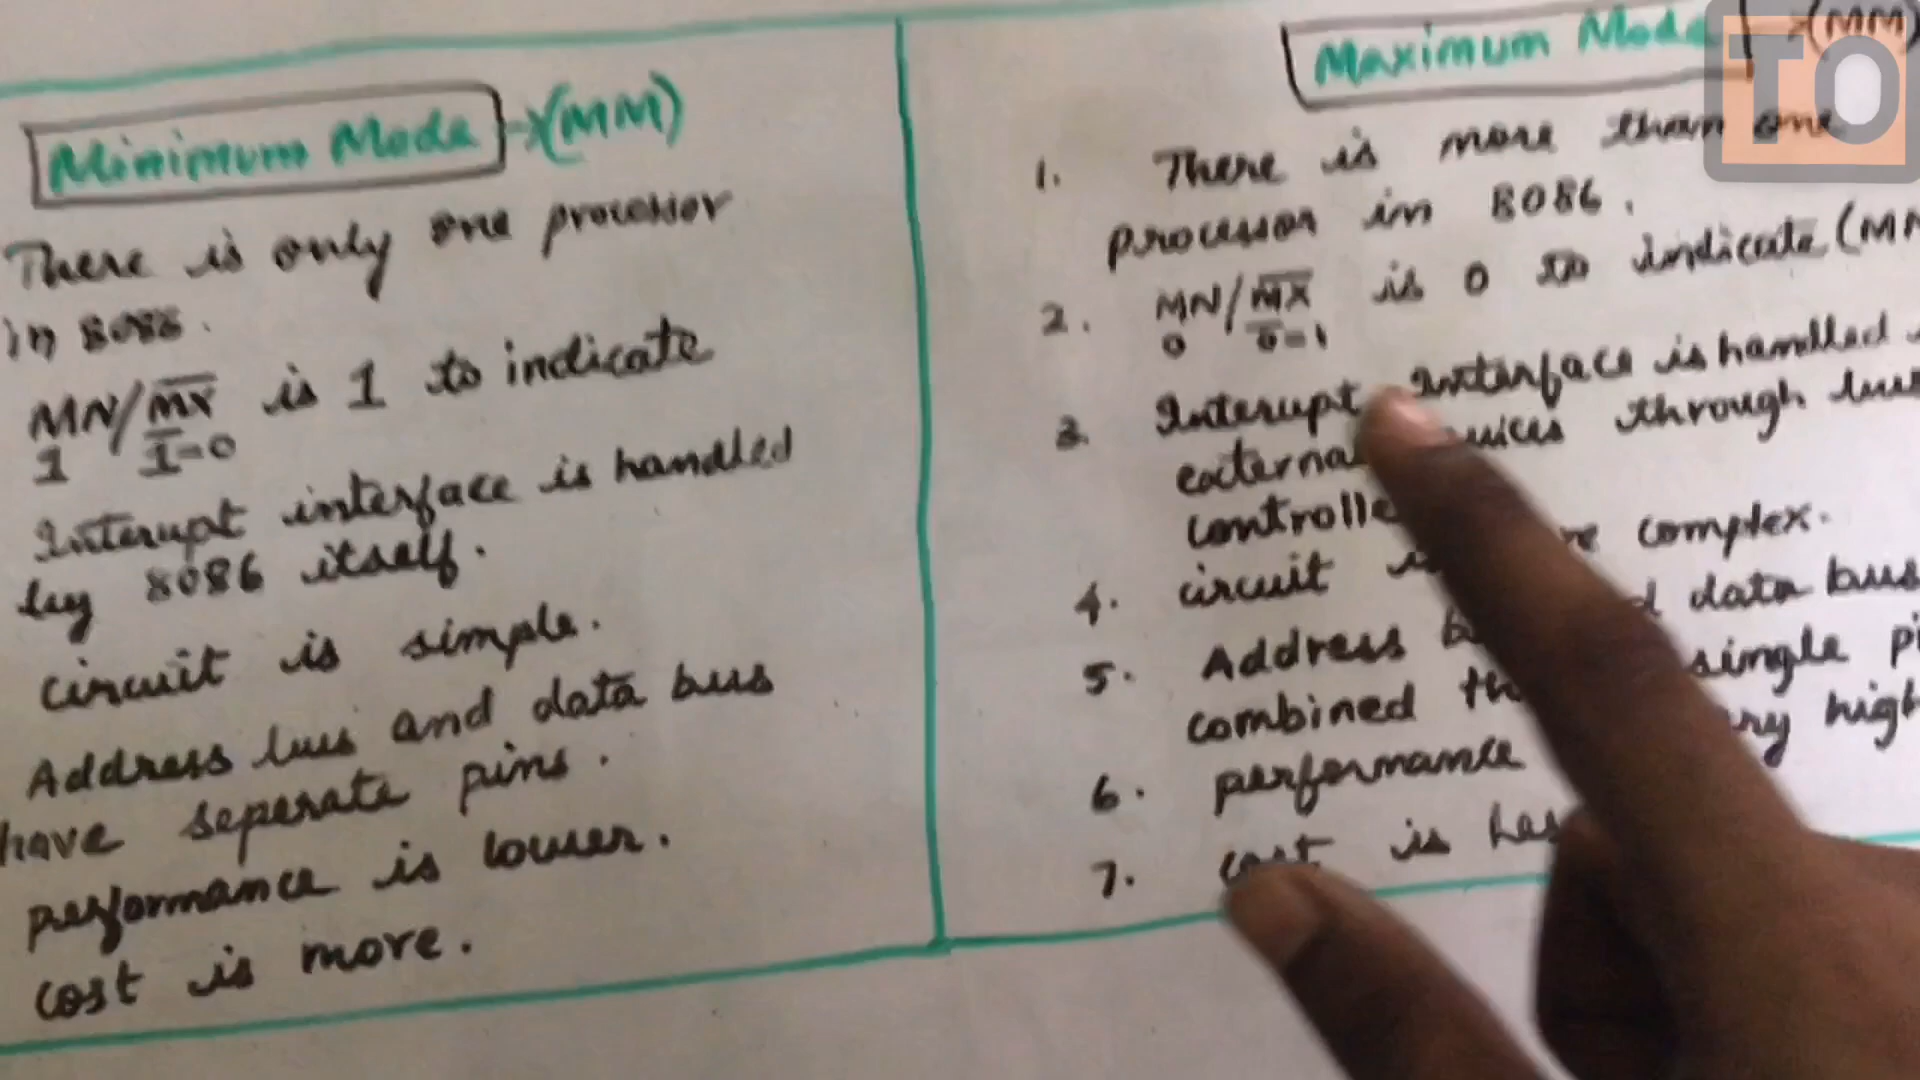 Minimum Mode → (MM)
There is only one processor
in 8086.
MN/M̅X̅ is 1 to indicate
1 1̅=0
Interupt interface is handled
by 8086 itself.
circuit is simple.
Address bus and data bus
have seperate pins.
performance is lower.
cost is more.
Maximum Mode (MM)
1. There is more than one
processor in 8086.
2. MN/M̅X̅ is 0 to indicate (M
0 0̅=1
3. Interupt Interface is handled
external through
4. circuit complex.
5. Address data bus
combined single
6. performance
7. cost is
TO